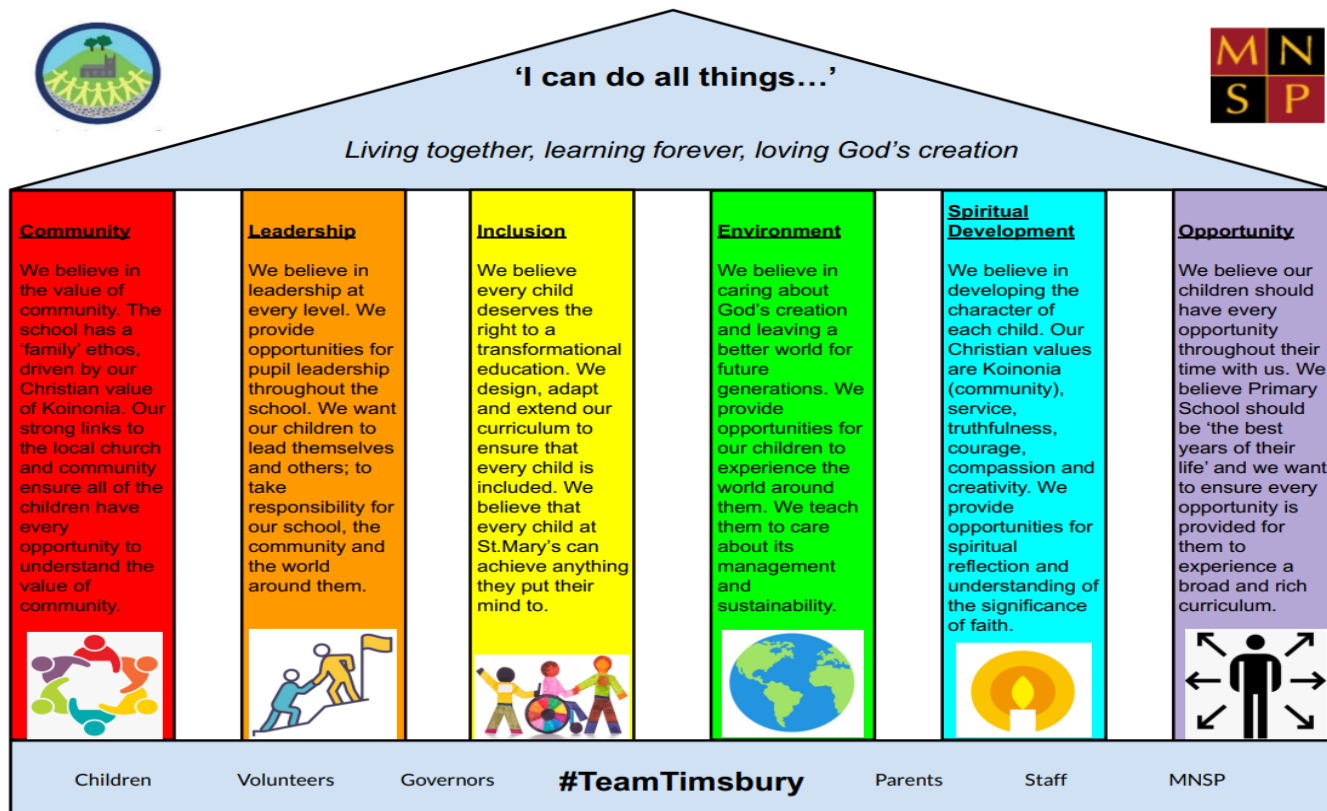 M N
S P
‘I can do all things…’
Living together, learning forever, loving God’s creation
Community
We believe in
the value of
community. The
school has a
‘family’ ethos,
driven by our
Christian value
of Koinonia. Our
strong links to
the local church
and community
ensure all of the
children have
every
opportunity to
understand the
value of
community.
Leadership
We believe in
leadership at
every level. We
provide
opportunities for
pupil leadership
throughout the
school. We want
our children to
lead themselves
and others; to
take
responsibility for
our school, the
community and
the world
around them.
Inclusion
We believe
every child
deserves the
right to a
transformational
education. We
design, adapt
and extend our
curriculum to
ensure that
every child is
included. We
believe that
every child at
St.Mary’s can
achieve anything
they put their
mind to.
Environment
We believe in
caring about
God’s creation
and leaving a
better world for
future
generations. We
provide
opportunities for
our children to
experience the
world around
them. We teach
them to care
about its
management
and
sustainability.
Spiritual
Development
We believe in
developing the
character of
each child. Our
Christian values
are Koinonia
(community),
service,
truthfulness,
courage,
compassion and
creativity. We
provide
opportunities for
spiritual
reflection and
understanding of
the significance
of faith.
Opportunity
We believe our
children should
have every
opportunity
throughout their
time with us. We
believe Primary
School should
be ‘the best
years of their
life’ and we want
to ensure every
opportunity is
provided for
them to
experience a
broad and rich
curriculum.
Children Volunteers Governors #TeamTimsbury Parents Staff MNSP